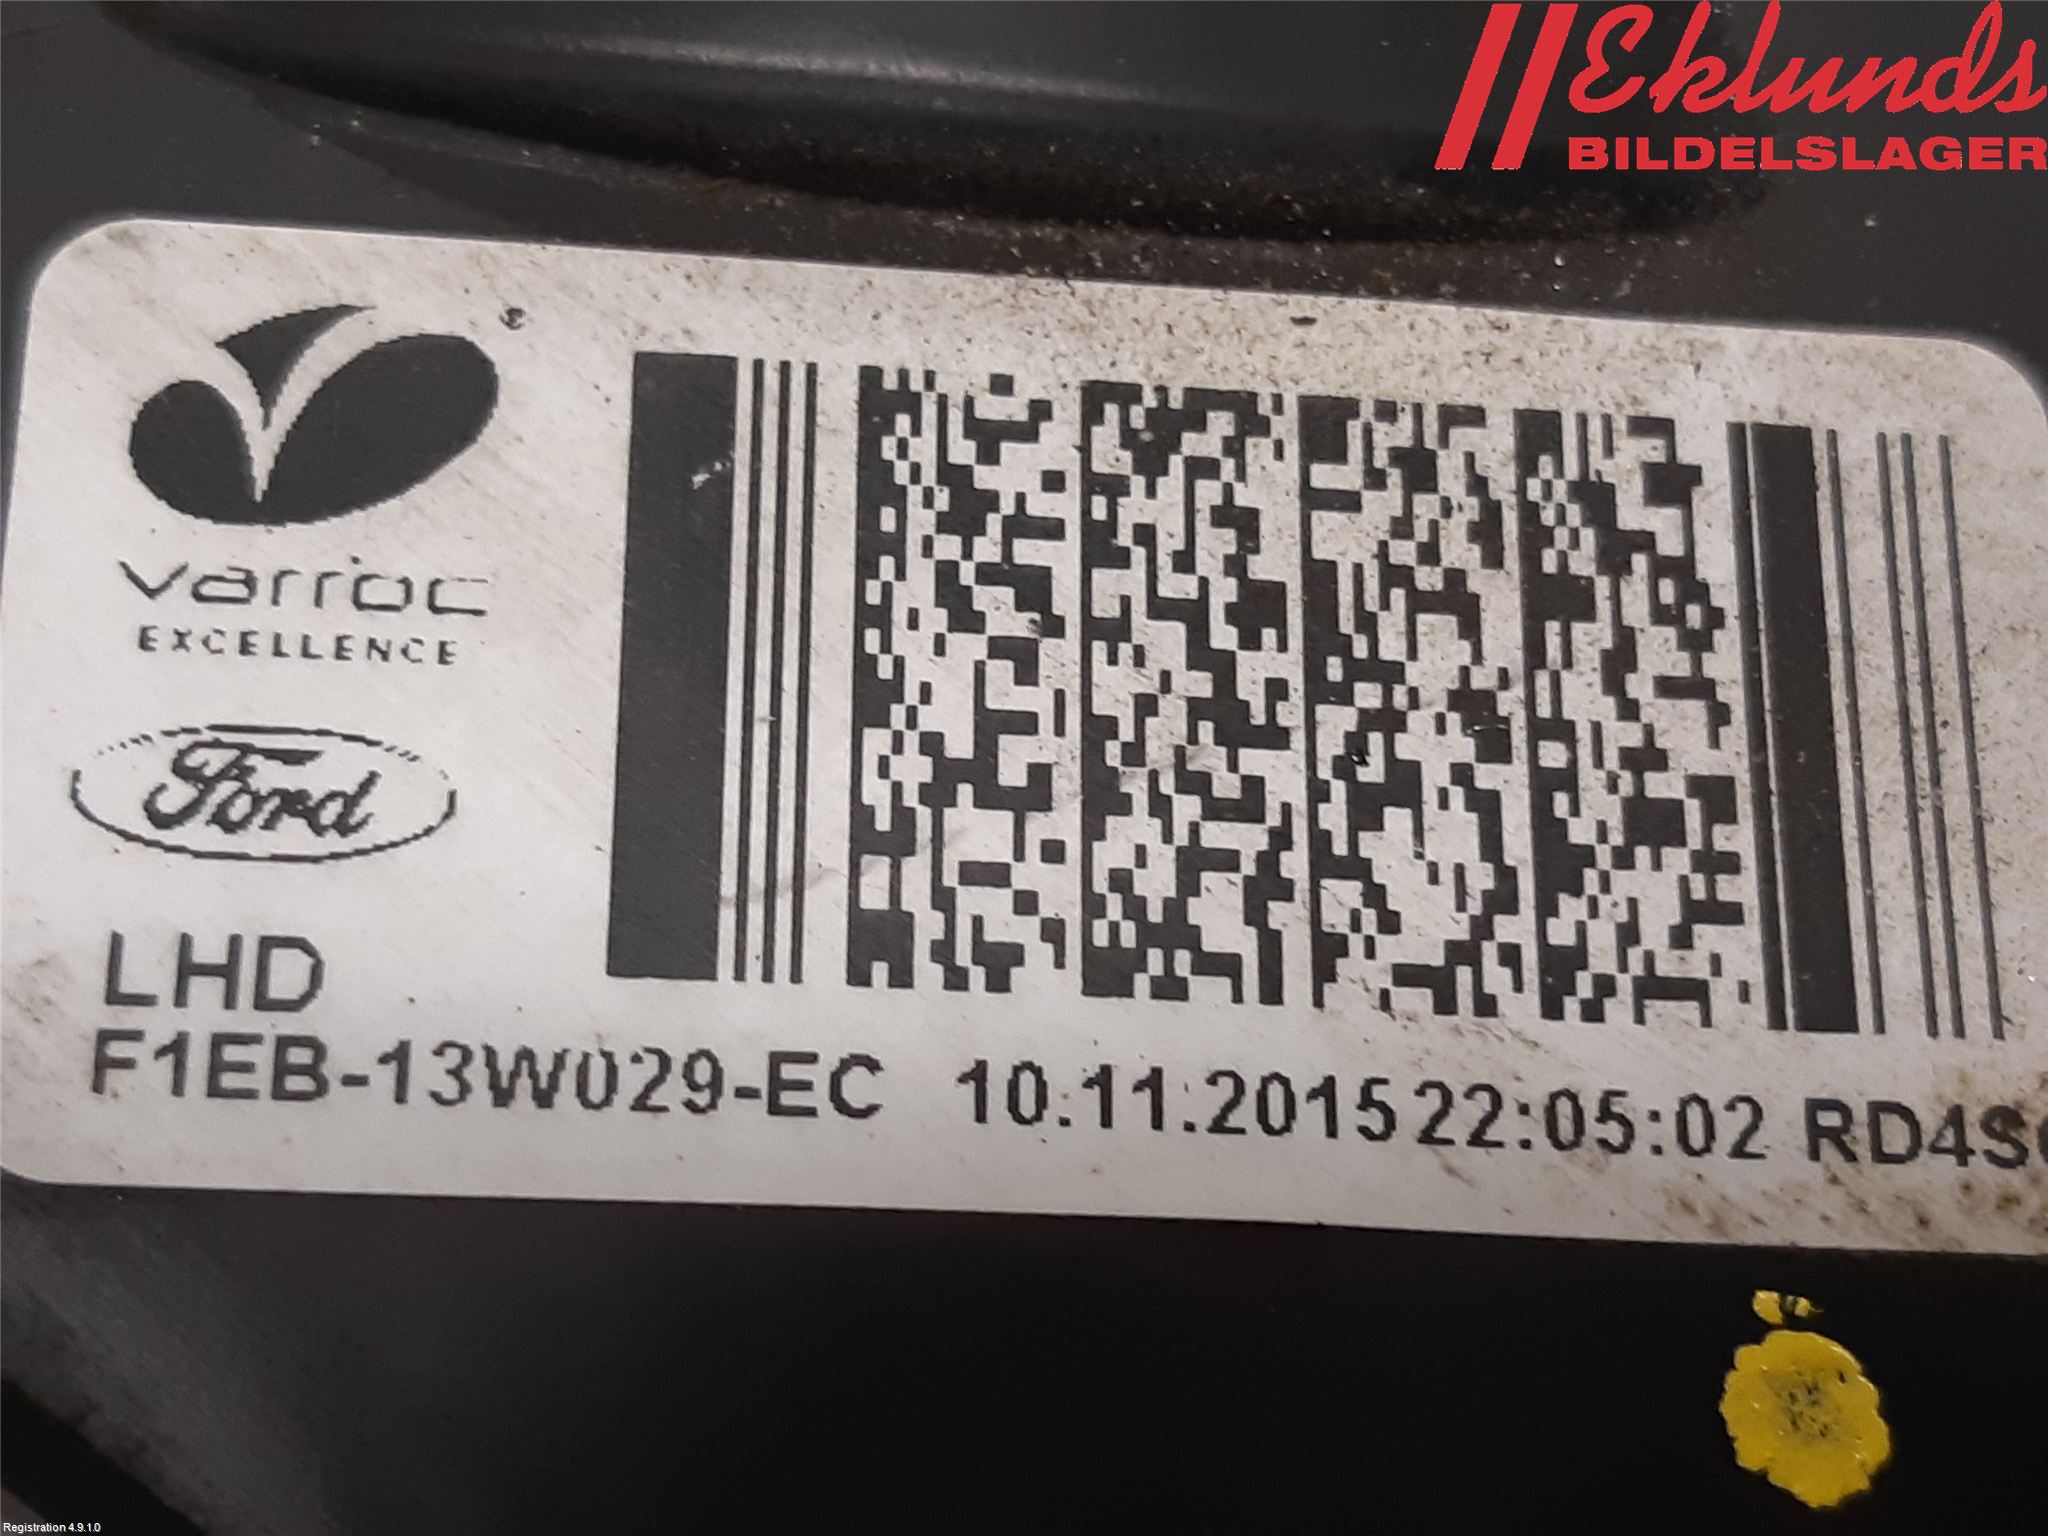 Eklunds
BILDELSLAGER
varroc
EXCELLENCE
Ford
LHD
F1EB-13W029-EC 10.11.2015 22:05:02
Registration 4.9.1.0